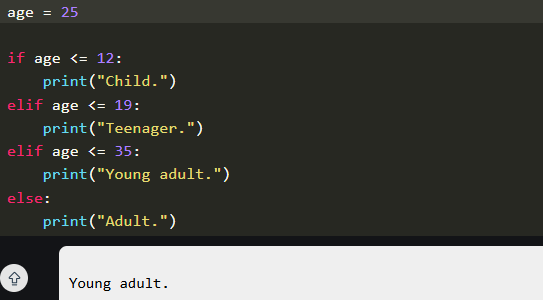 age = 25
if age <= 12:
    print("Child.")
elif age <= 19:
    print("Teenager.")
elif age <= 35:
    print("Young adult.")
else:
    print("Adult.")
Young adult.